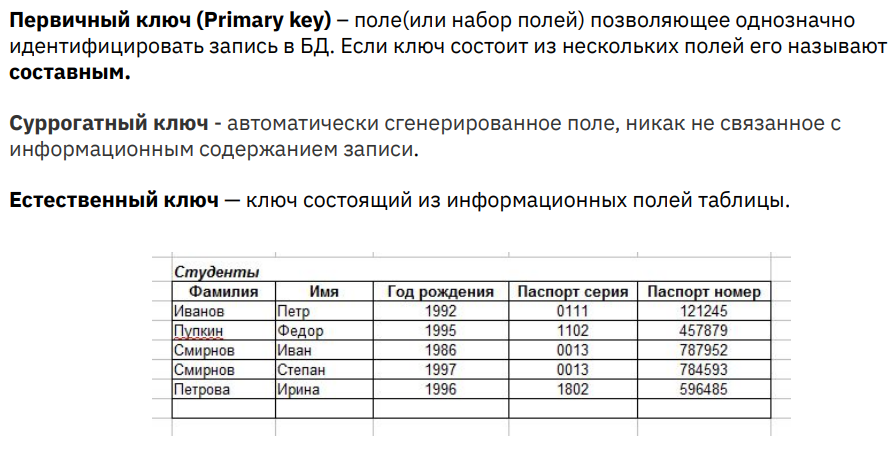 Первичный ключ (Primary key) – поле(или набор полей) позволяющее однозначно
идентифицировать запись в БД. Если ключ состоит из нескольких полей его называют
составным.
Суррогатный ключ - автоматически сгенерированное поле, никак не связанное с
информационным содержанием записи.
Естественный ключ — ключ состоящий из информационных полей таблицы.
Студенты
Фамилия Имя Год рождения Паспорт серия Паспорт номер
Иванов Петр 1992 0111 121245
Пупкин Федор 1995 1102 457879
Смирнов Иван 1986 0013 787952
Смирнов Степан 1997 0013 784593
Петрова Ирина 1996 1802 596485